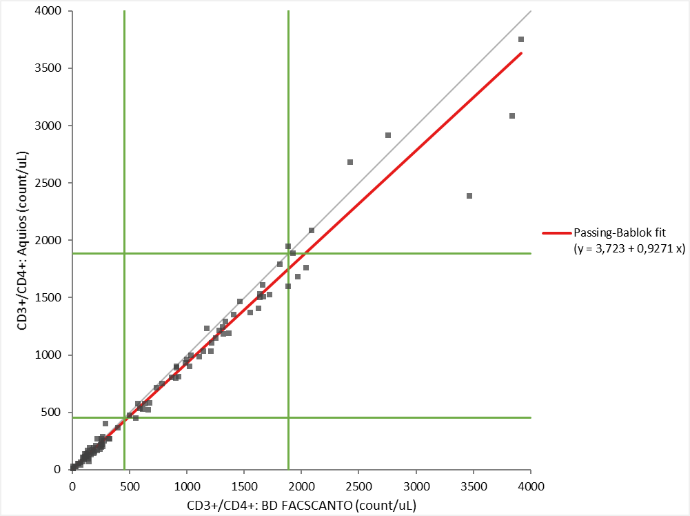 4000
3500
3000
2500
2000
1500
1000
500
0
CD3+/CD4+: Aquios (count/uL)
0 500 1000 1500 2000 2500 3000 3500 4000
CD3+/CD4+: BD FACSCANTO (count/uL)
Passing-Bablok fit
(y = 3,723 + 0,9271 x)